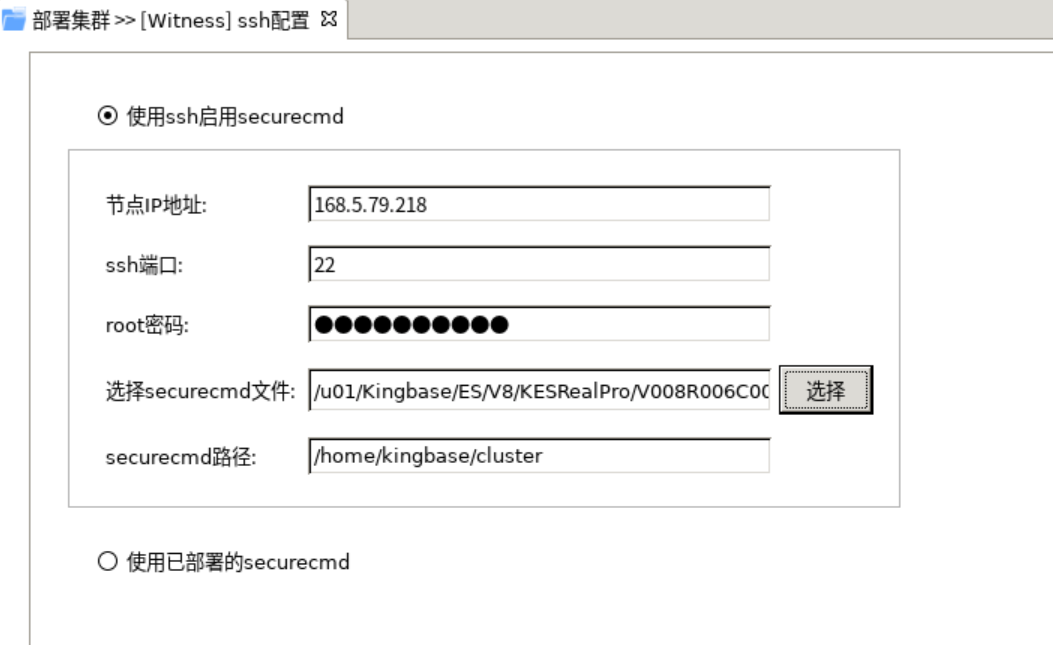 部署集群 >> [Witness] ssh配置
使用ssh启用securecmd
节点IP地址: 168.5.79.218
ssh端口: 22
root密码: ●●●●●●●●●●
选择securecmd文件: /u01/Kingbase/ES/V8/KESRealPro/V008R006C00 选择
securecmd路径: /home/kingbase/cluster
使用已部署的securecmd